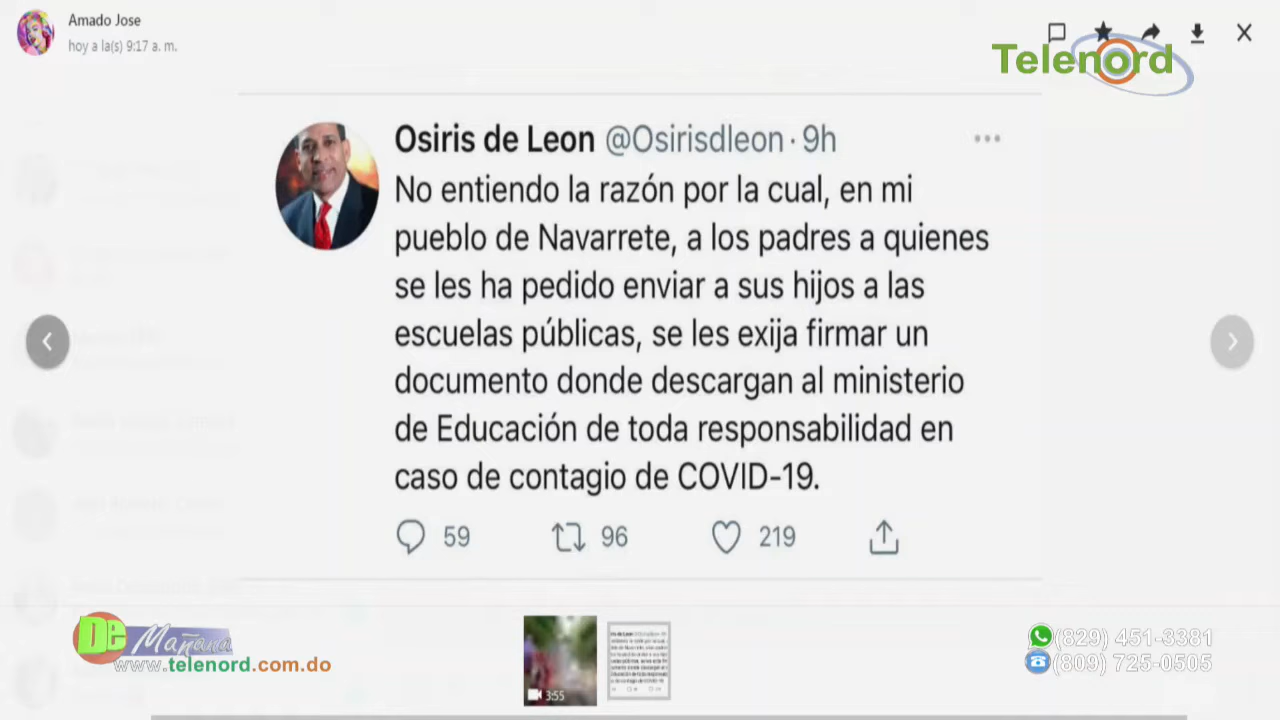 Amado Jose
hoy a la(s) 9:17 a. m.
Telenord
Osiris de Leon @Osirisdleon · 9h
No entiendo la razón por la cual, en mi
pueblo de Navarrete, a los padres a quienes
se les ha pedido enviar a sus hijos a las
escuelas públicas, se les exija firmar un
documento donde descargan al ministerio
de Educación de toda responsabilidad en
caso de contagio de COVID-19.
59 96 219
De Mañana
www.telenord.com.do
3:55
(829) 451-3381
725-0505